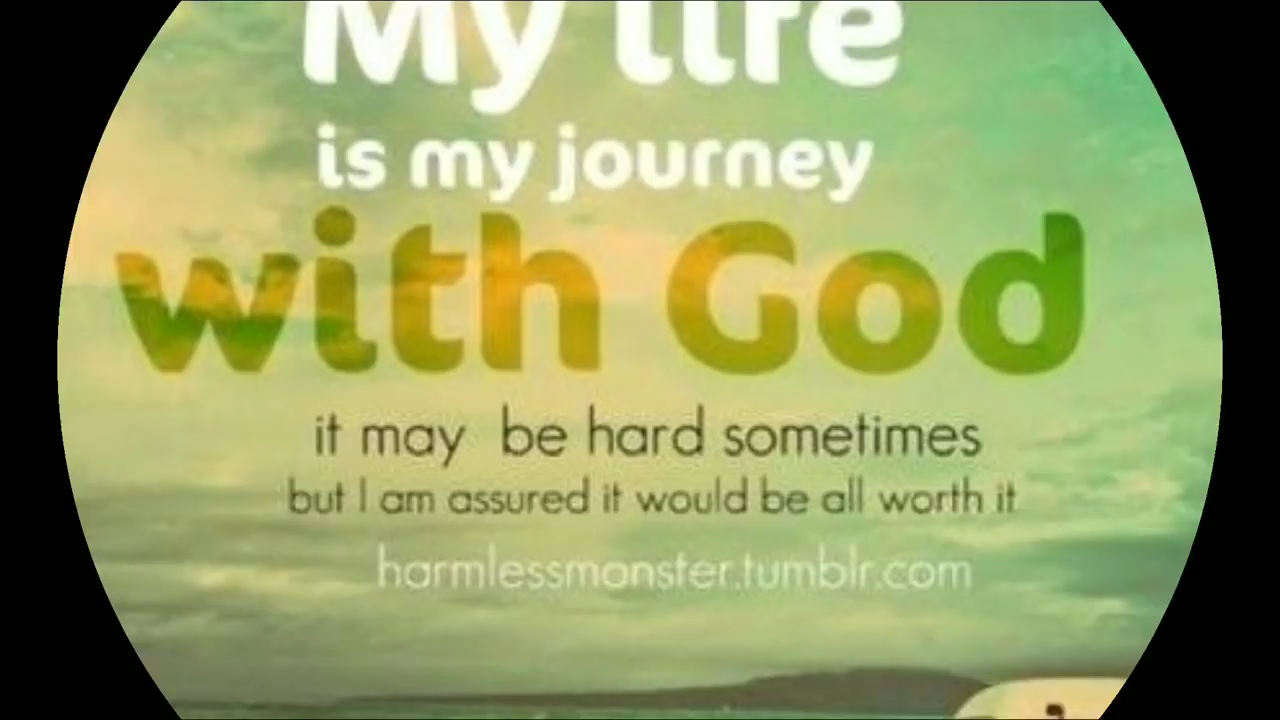 My life
is my journey
with God
it may be hard sometimes
but I am assured it would be all worth it
harmlessmonster.tumblr.com